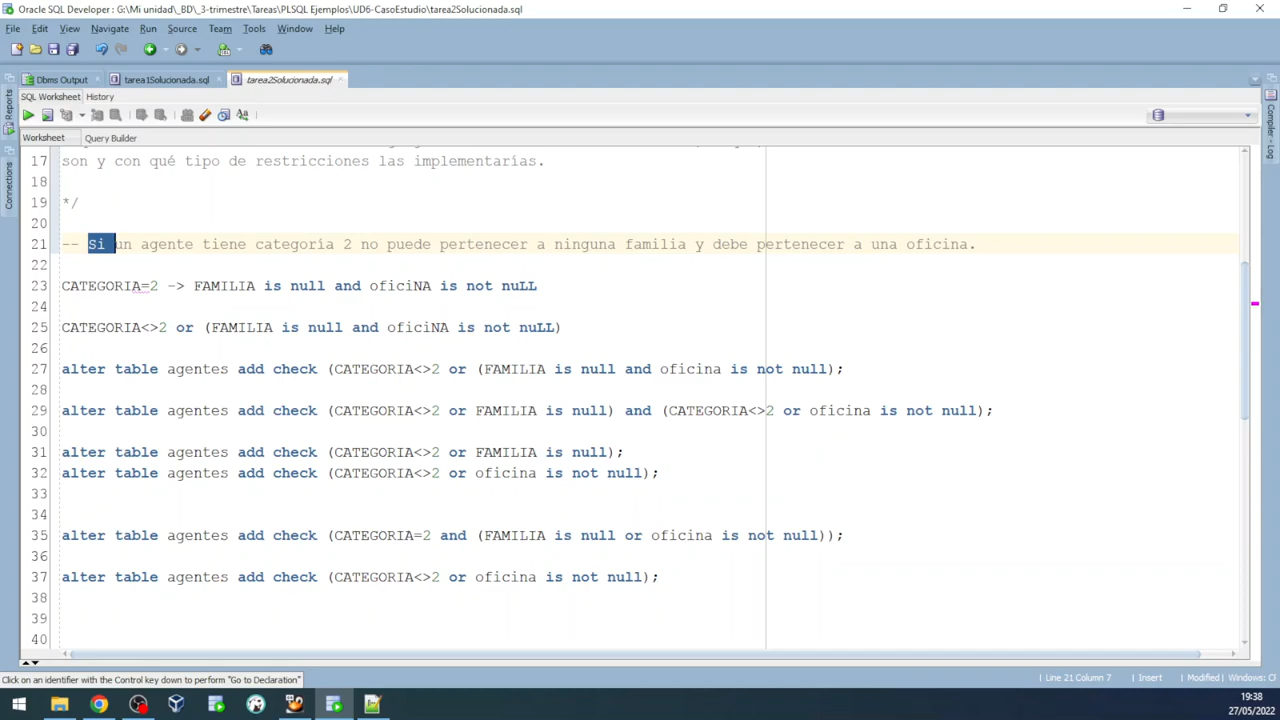 Oracle SQL Developer : G:\Mi unidad\_BD\_3-trimestre\Tareas\PLSQL Ejemplos\UD6-CasoEstudio\tarea2Solucionada.sql
File Edit View Navigate Run Source Team Tools Window Help
Dbms Output tarea1Solucionada.sql tarea2Solucionada.sql
SQL Worksheet History
Worksheet Query Builder
Reports
Connections
Compiler - Log
17 son y con qué tipo de restricciones las implementarías.
18
19 */
20
21 -- Si un agente tiene categoría 2 no puede pertenecer a ninguna familia y debe pertenecer a una oficina.
22
23 CATEGORIA=2 -> FAMILIA is null and oficiNA is not nuLL
24
25 CATEGORIA<>2 or (FAMILIA is null and oficiNA is not nuLL)
26
27 alter table agentes add check (CATEGORIA<>2 or (FAMILIA is null and oficina is not null);
28
29 alter table agentes add check (CATEGORIA<>2 or FAMILIA is null) and (CATEGORIA<>2 or oficina is not null);
30
31 alter table agentes add check (CATEGORIA<>2 or FAMILIA is null);
32 alter table agentes add check (CATEGORIA<>2 or oficina is not null);
33
34
35 alter table agentes add check (CATEGORIA=2 and (FAMILIA is null or oficina is not null));
36
37 alter table agentes add check (CATEGORIA<>2 or oficina is not null);
38
39
40
Click on an identifier with the Control key down to perform "Go to Declaration"
Line 21 Column 7 Insert Modified Windows: C
19:38
27/05/2022